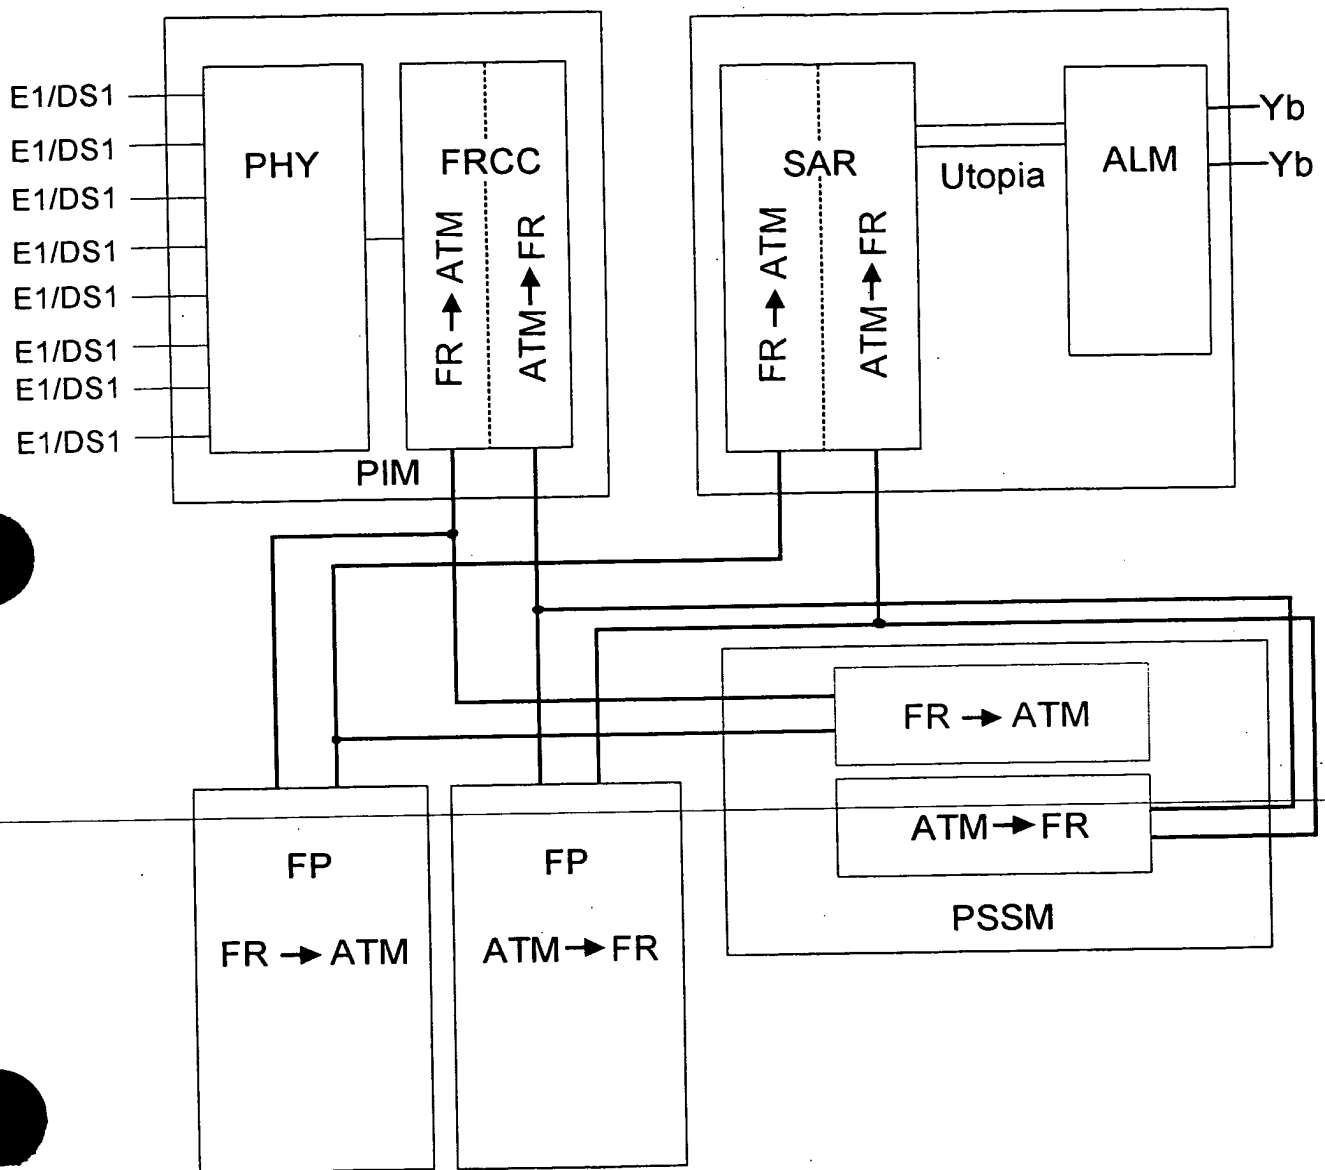 E1/DS1
E1/DS1
E1/DS1
E1/DS1
E1/DS1
E1/DS1
E1/DS1
E1/DS1
PHY
FRCC
FR → ATM
ATM → FR
PIM
SAR
FR → ATM
ATM → FR
Utopia
ALM
Yb
Yb
FR → ATM
ATM → FR
PSSM
FP
FR → ATM
FP
ATM → FR